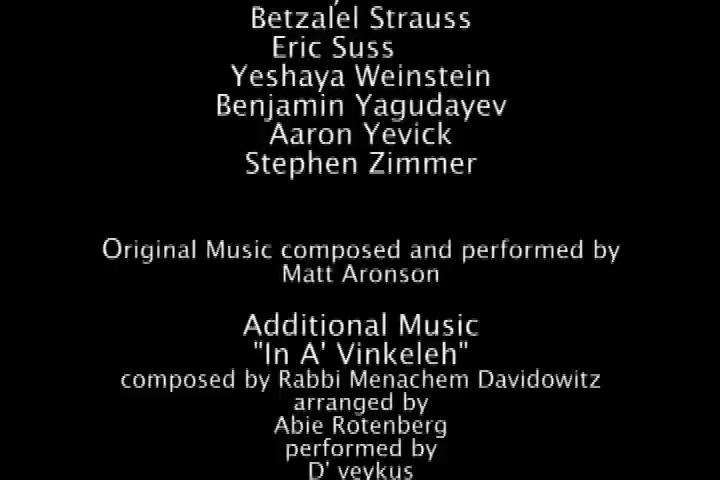 Betzalel Strauss
Eric Suss
Yeshaya Weinstein
Benjamin Yagudayev
Aaron Yevick
Stephen Zimmer
Original Music composed and performed by
Matt Aronson
Additional Music
"In A' Vinkeleh"
composed by Rabbi Menachem Davidowitz
arranged by
Abie Rotenberg
performed by
D' veykus